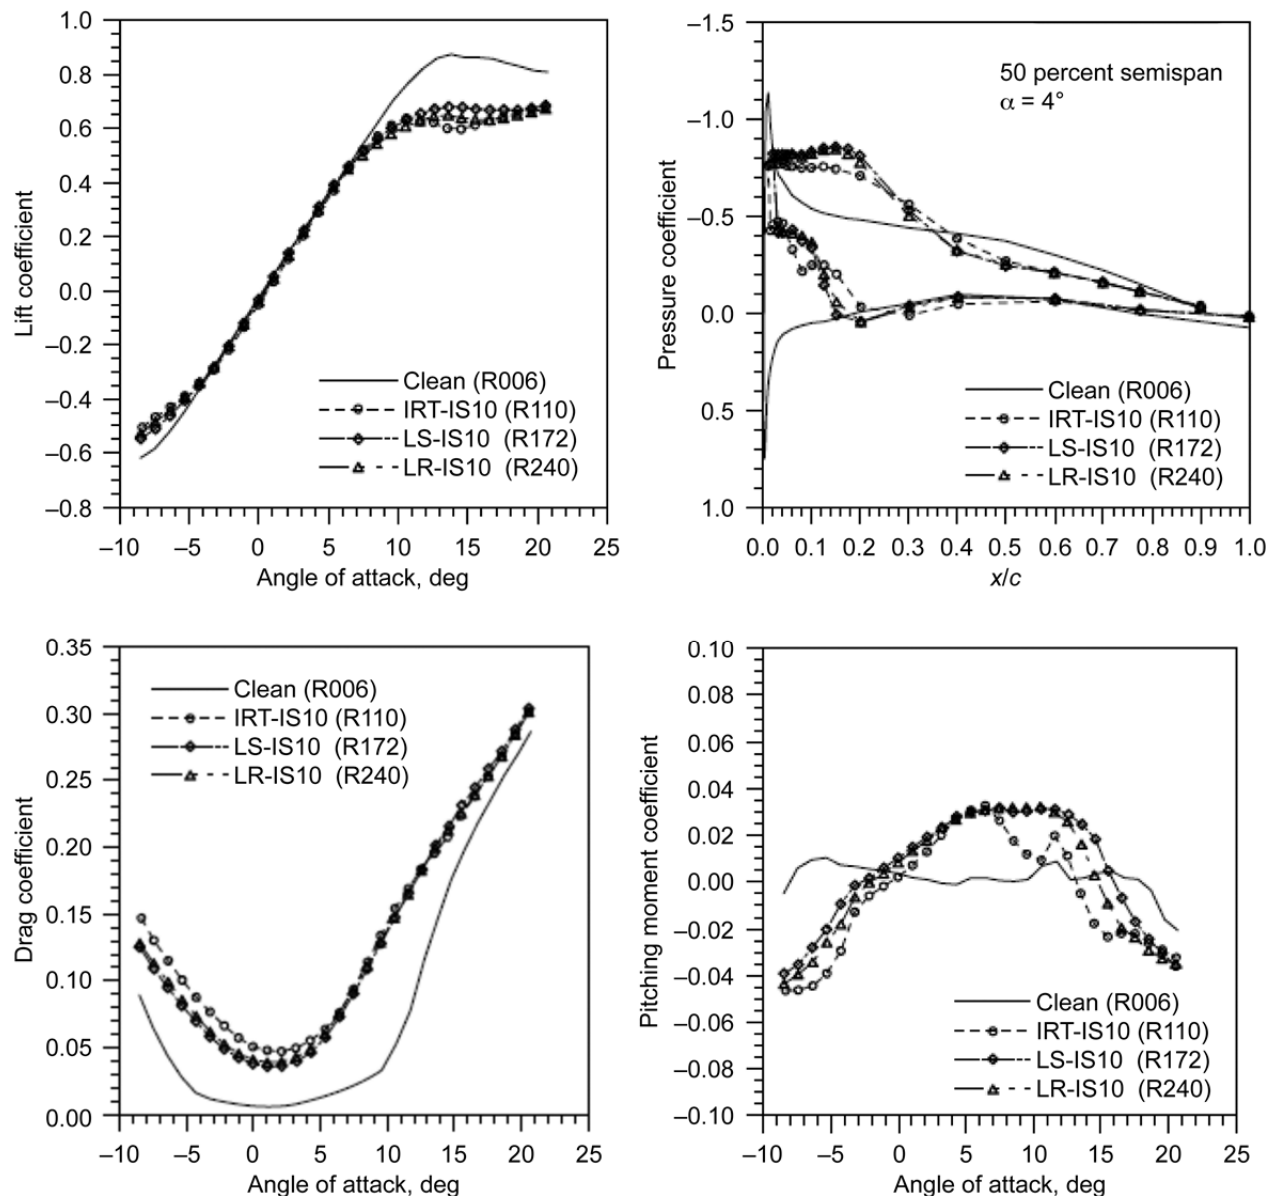 1.0
0.8
0.6
0.4
0.2
0.0
–0.2
–0.4
–0.6
–0.8
Lift coefficient
Clean (R006)
IRT-IS10 (R110)
LS-IS10 (R172)
LR-IS10 (R240)
–10 –5 0 5 10 15 20 25
Angle of attack, deg
–1.5
–1.0
–0.5
0.0
0.5
1.0
Pressure coefficient
50 percent semispan
α = 4°
Clean (R006)
IRT-IS10 (R110)
LS-IS10 (R172)
LR-IS10 (R240)
0.0 0.1 0.2 0.3 0.4 0.5 0.6 0.7 0.8 0.9 1.0
x/c
0.35
0.30
0.25
0.20
0.15
0.10
0.05
0.00
Drag coefficient
Clean (R006)
IRT-IS10 (R110)
LS-IS10 (R172)
LR-IS10 (R240)
–10 –5 0 5 10 15 20 25
Angle of attack, deg
0.10
0.08
0.06
0.04
0.02
0.00
–0.02
–0.04
–0.06
–0.08
–0.10
Pitching moment coefficient
Clean (R006)
IRT-IS10 (R110)
LS-IS10 (R172)
LR-IS10 (R240)
–10 –5 0 5 10 15 20 25
Angle of attack, deg